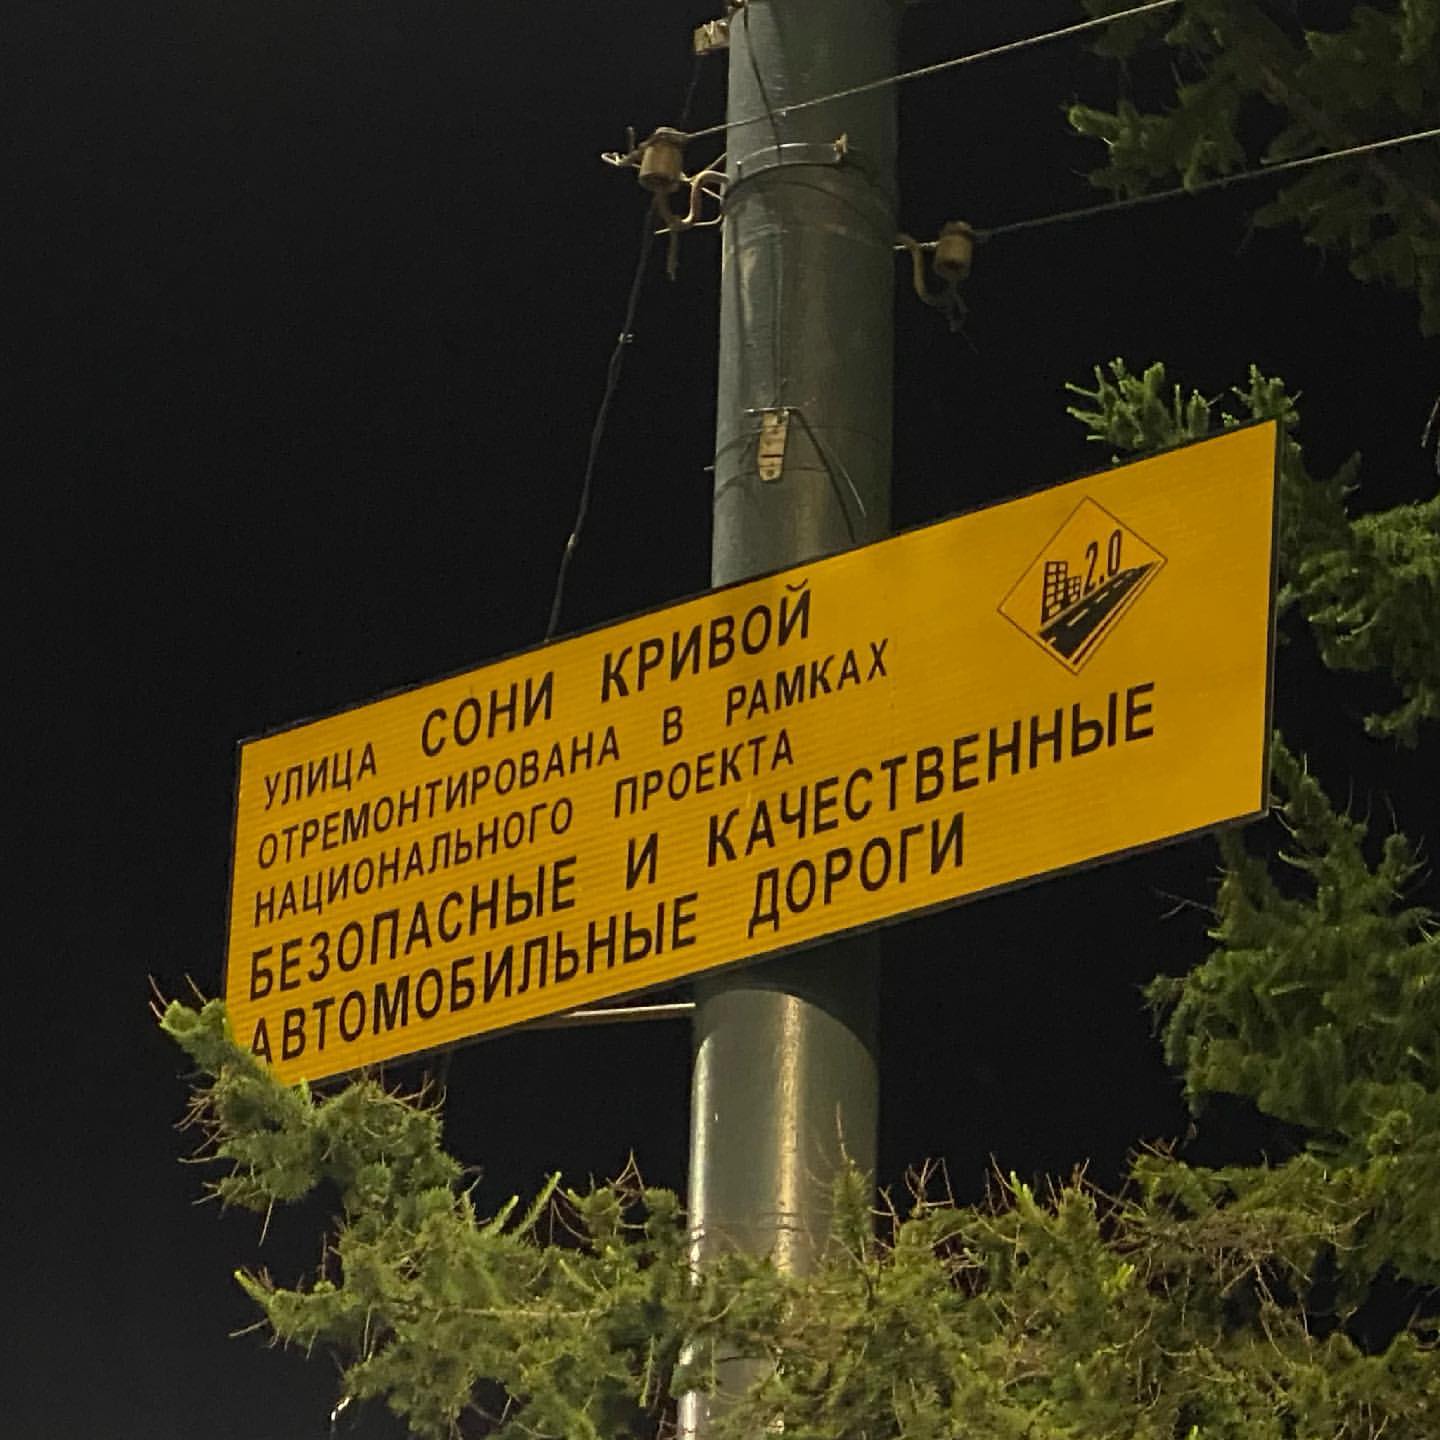 УЛИЦА СОНИ КРИВОЙ
ОТРЕМОНТИРОВАНА В РАМКАХ
НАЦИОНАЛЬНОГО ПРОЕКТА
БЕЗОПАСНЫЕ И КАЧЕСТВЕННЫЕ
АВТОМОБИЛЬНЫЕ ДОРОГИ
2.0